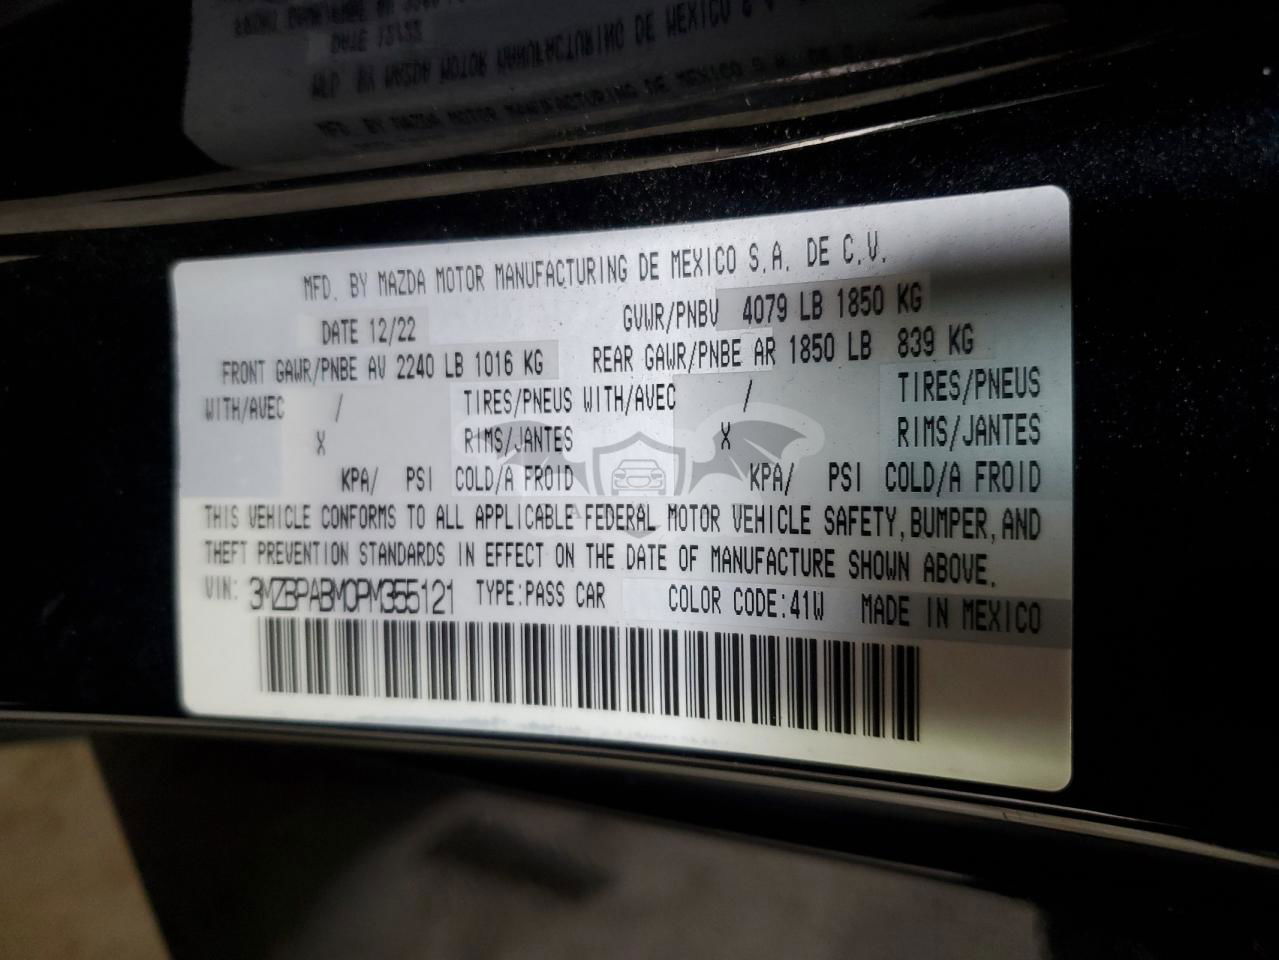 MFD. BY MAZDA MOTOR MANUFACTURING DE MEXICO S.A. DE C.V.
DATE 12/22 GVWR/PNBV 4079 LB 1850 KG
FRONT GAWR/PNBE AV 2240 LB 1016 KG REAR GAWR/PNBE AR 1850 LB 839 KG
WITH/AVEC / TIRES/PNEUS WITH/AVEC / TIRES/PNEUS
X RIMS/JANTES X RIMS/JANTES
KPA/ PSI COLD/A FROID KPA/ PSI COLD/A FROID
THIS VEHICLE CONFORMS TO ALL APPLICABLE FEDERAL MOTOR VEHICLE SAFETY, BUMPER, AND
THEFT PREVENTION STANDARDS IN EFFECT ON THE DATE OF MANUFACTURE SHOWN ABOVE.
VIN: 3MZBPABM0PM355121 TYPE:PASS CAR COLOR CODE:41W MADE IN MEXICO